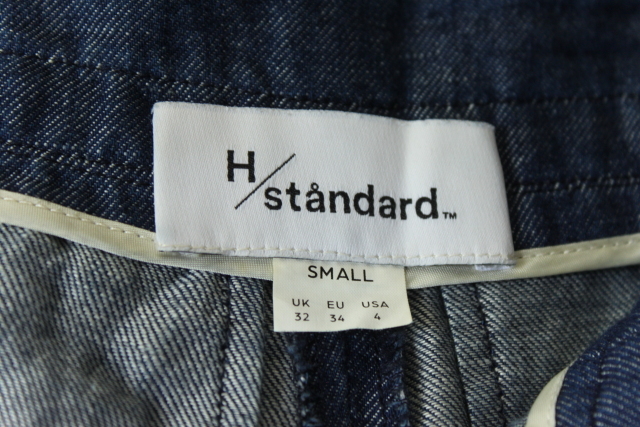 H/
ståndard™
SMALL
UK EU USA
32 34 4